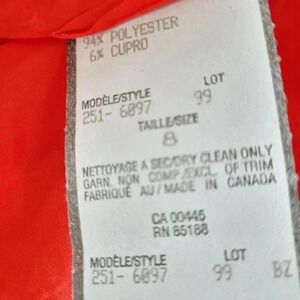 94% POLYESTER
6% CUPRO
MODÈLE/STYLE LOT
251-6097 99
TAILLE/SIZE
8
NETTOYAGE A SEC/DRY CLEAN ONLY
GARN. NON COMP./EXCL. OF TRIM
FABRIQUÉ AU/MADE IN CANADA
CA 00445
RN 85188
MODÈLE/STYLE LOT
251-6097 99 BZ